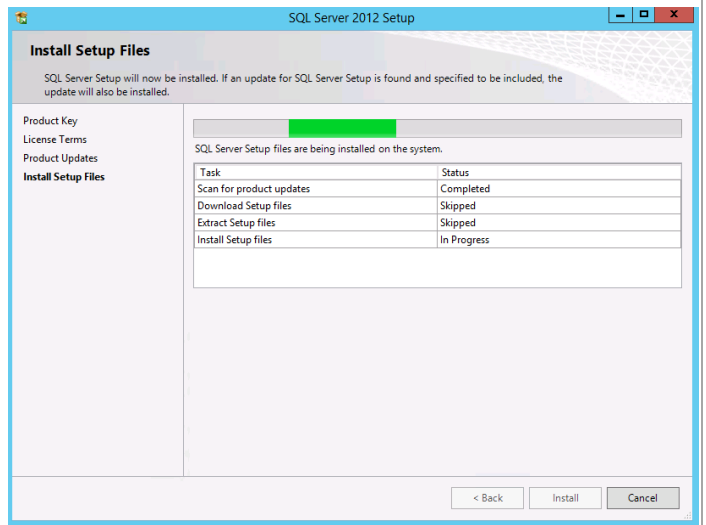 SQL Server 2012 Setup
Install Setup Files
SQL Server Setup will now be installed. If an update for SQL Server Setup is found and specified to be included, the
update will also be installed.
Product Key
License Terms
Product Updates
Install Setup Files
SQL Server Setup files are being installed on the system.
Task Status
Scan for product updates Completed
Download Setup files Skipped
Extract Setup files Skipped
Install Setup files In Progress
< Back Install Cancel